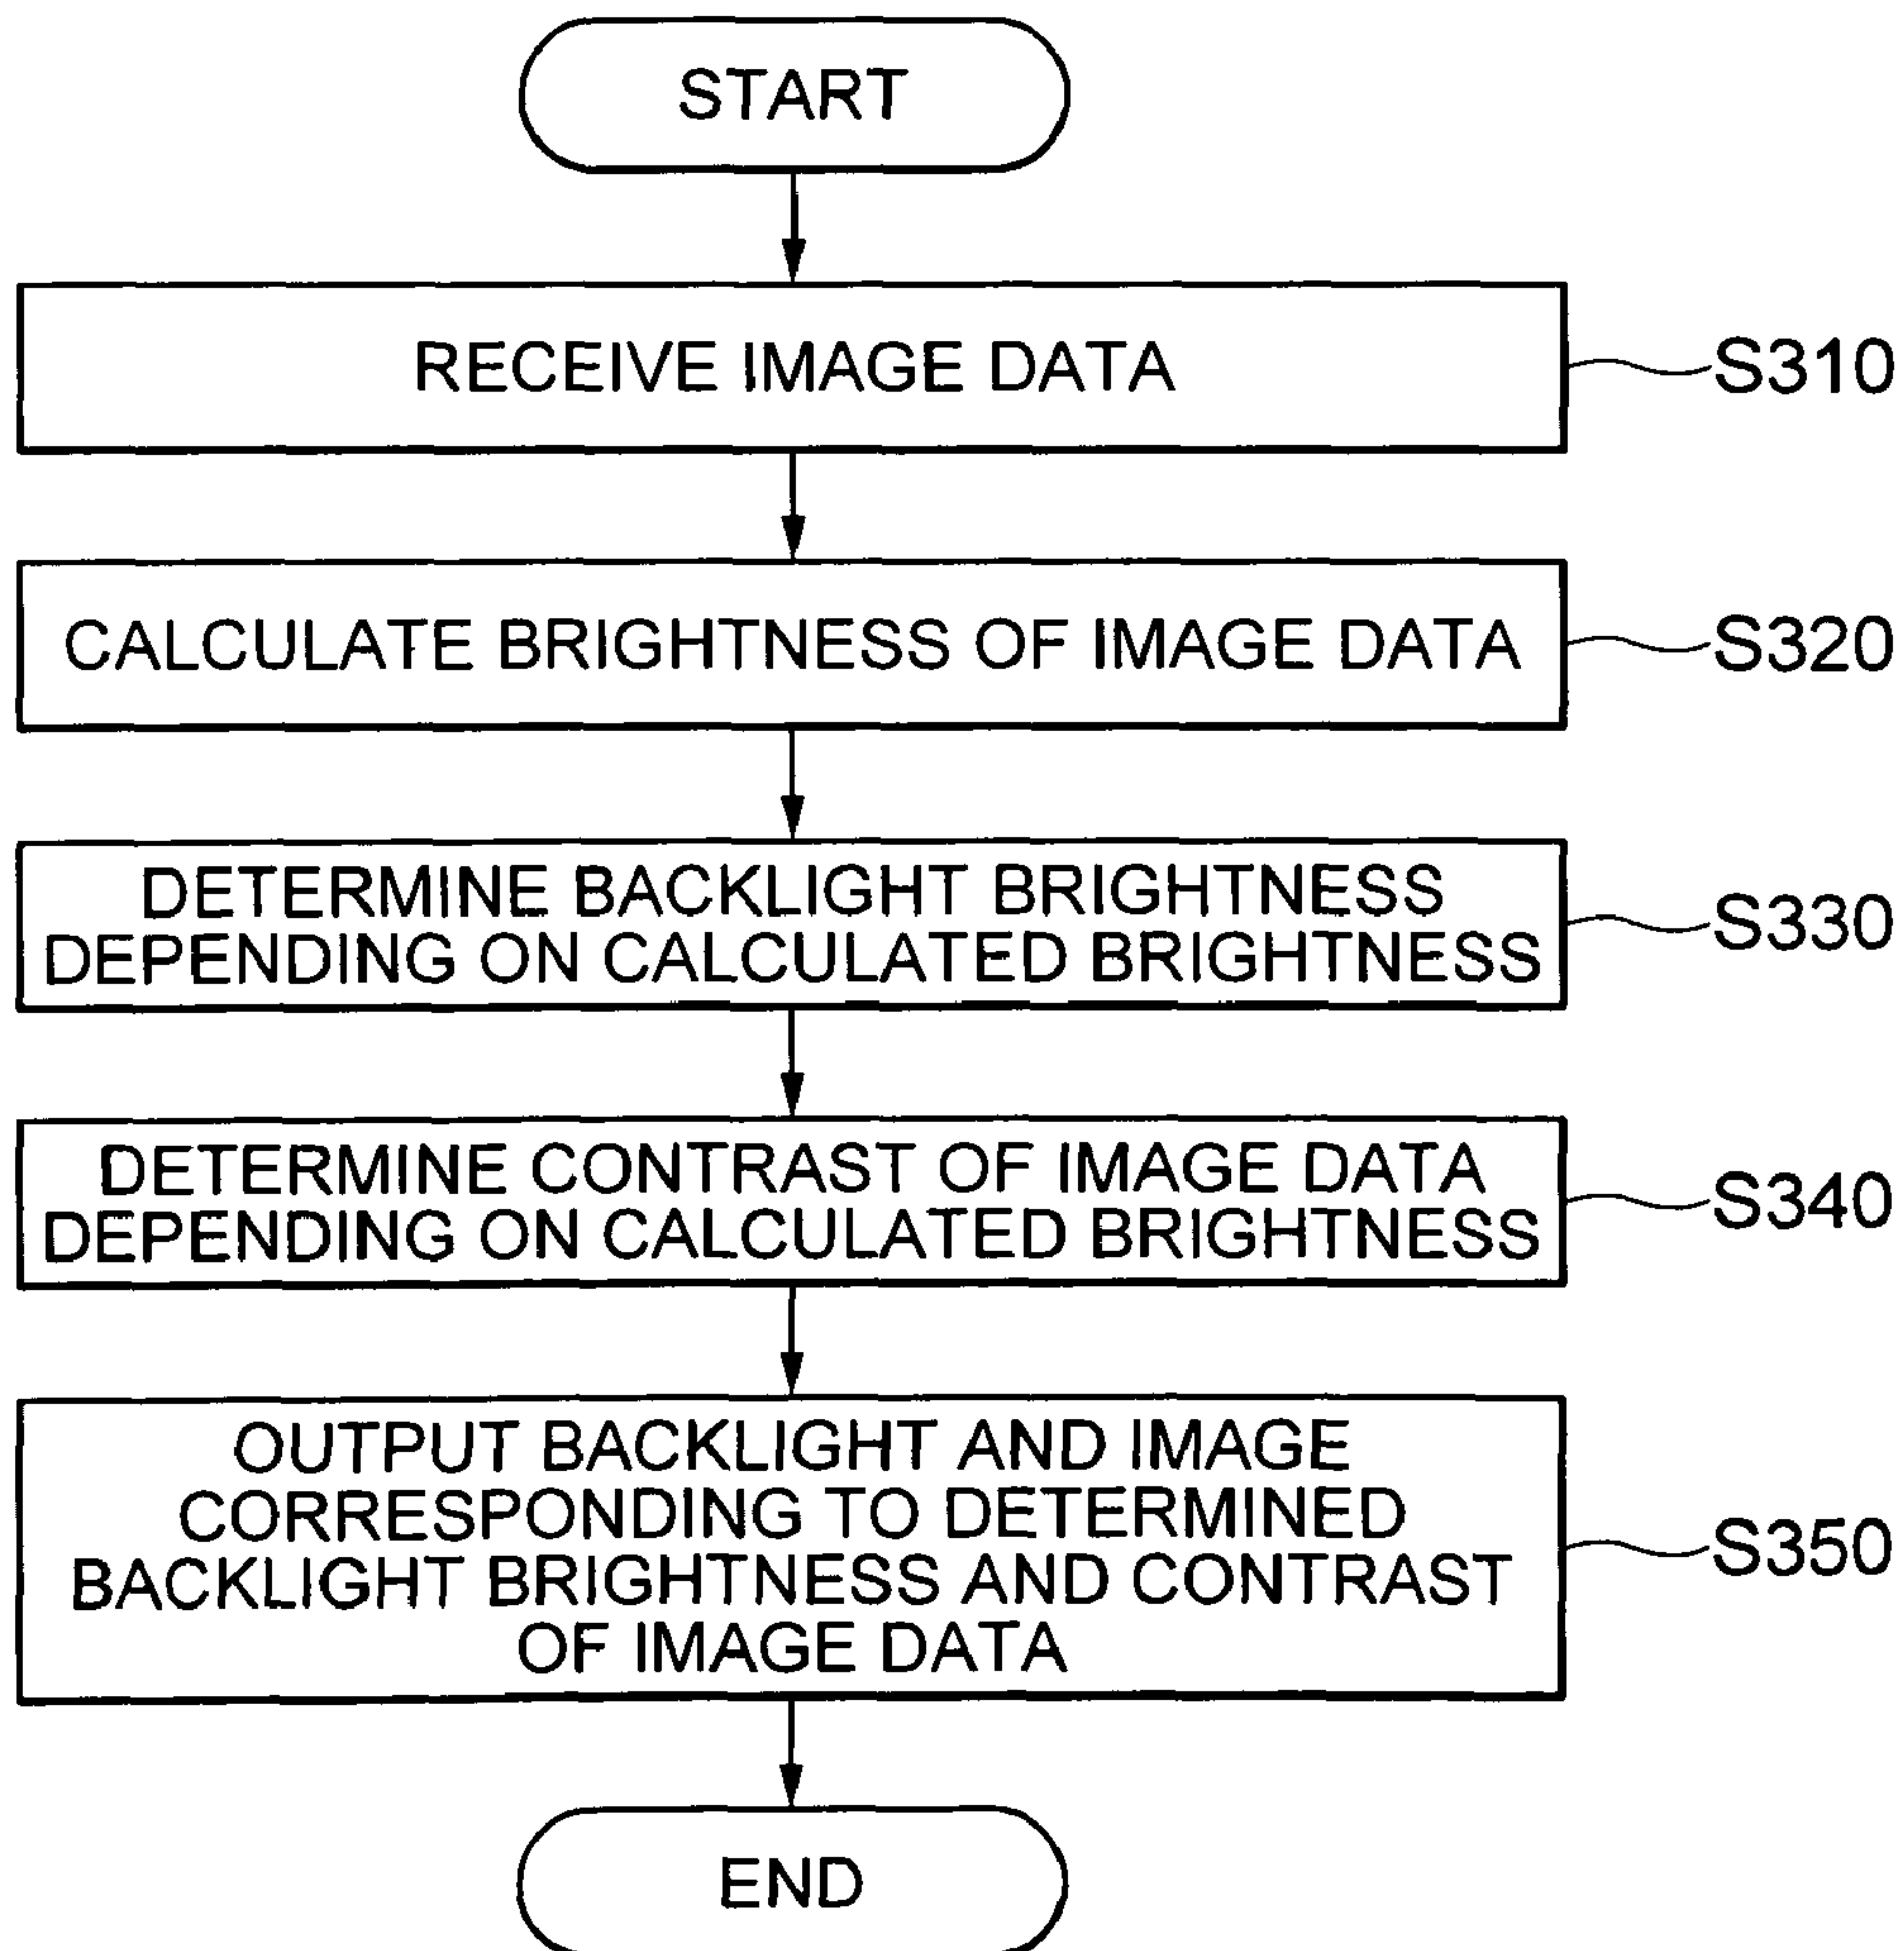 START
RECEIVE IMAGE DATA
S310
CALCULATE BRIGHTNESS OF IMAGE DATA
S320
DETERMINE BACKLIGHT BRIGHTNESS
DEPENDING ON CALCULATED BRIGHTNESS
S330
DETERMINE CONTRAST OF IMAGE DATA
DEPENDING ON CALCULATED BRIGHTNESS
S340
OUTPUT BACKLIGHT AND IMAGE
CORRESPONDING TO DETERMINED
BACKLIGHT BRIGHTNESS AND CONTRAST
OF IMAGE DATA
S350
END